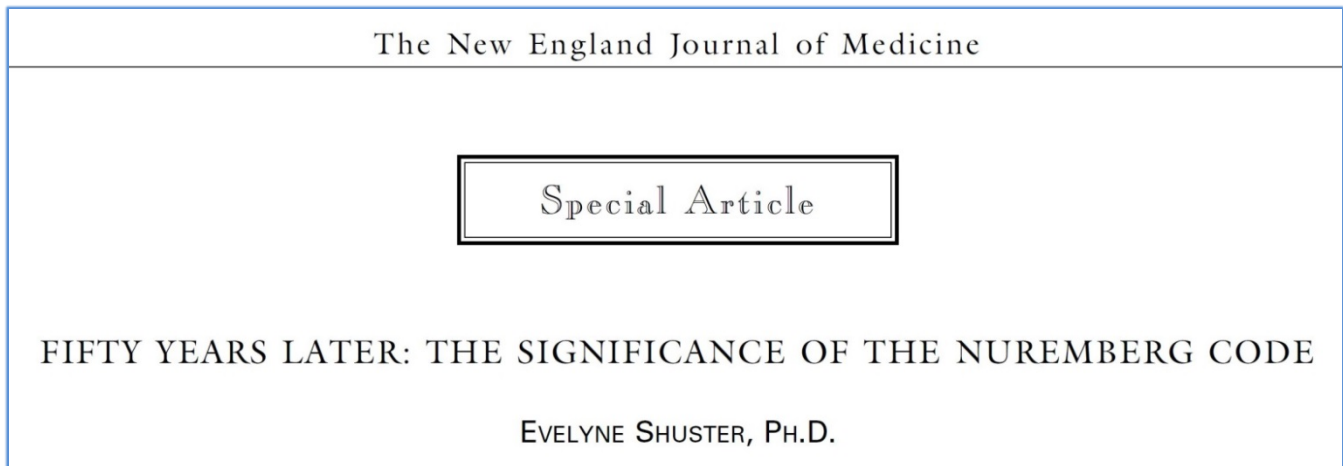 The New England Journal of Medicine
Special Article
FIFTY YEARS LATER: THE SIGNIFICANCE OF THE NUREMBERG CODE
EVELYNE SHUSTER, PH.D.